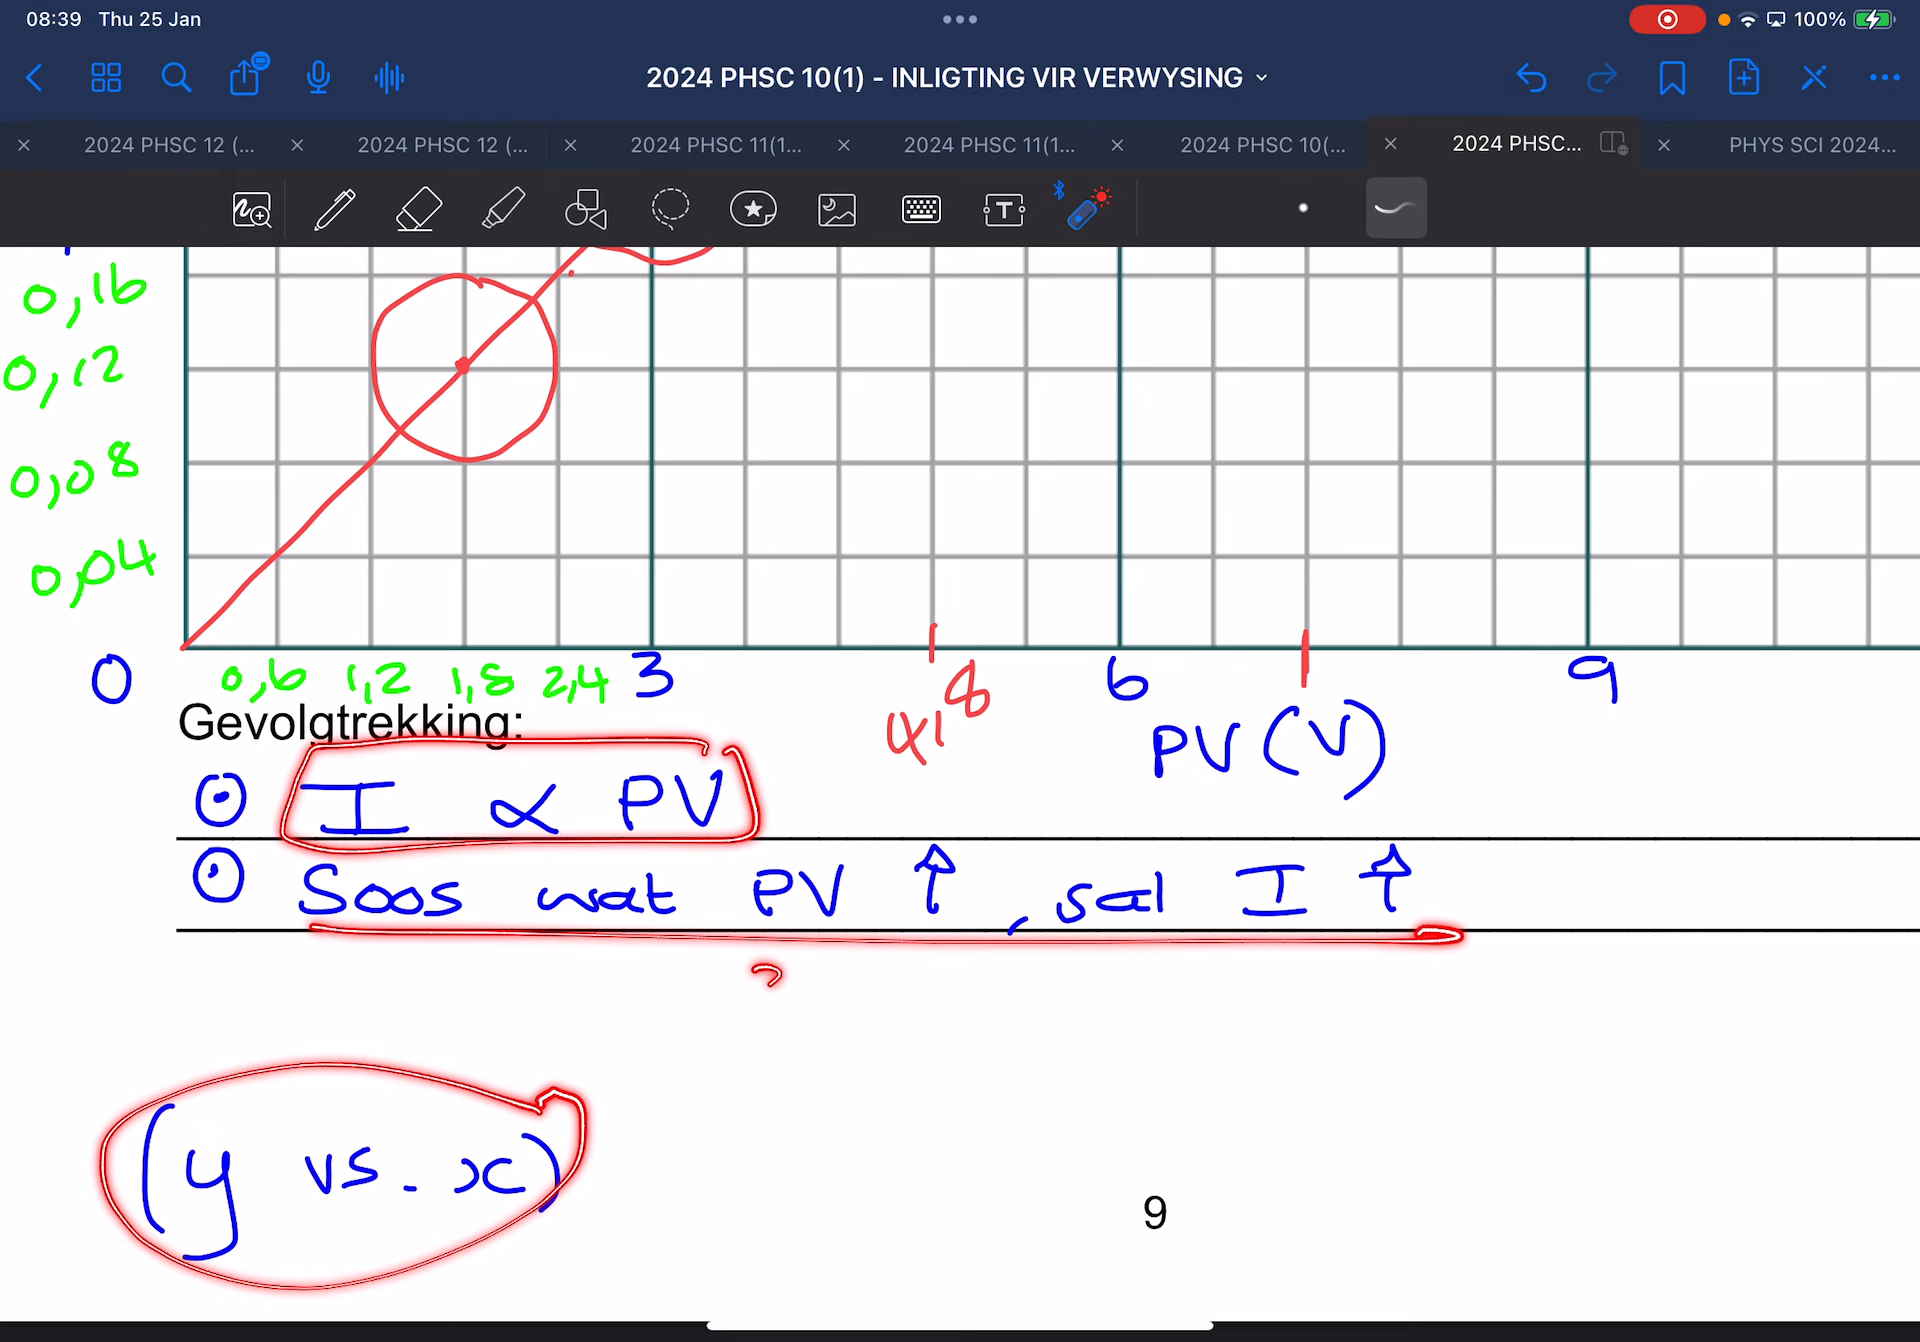 08:39 Thu 25 Jan
100%
2024 PHSC 10(1) - INLIGTING VIR VERWYSING
2024 PHSC 12 (...
2024 PHSC 12 (...
2024 PHSC 11(1...
2024 PHSC 11(1...
2024 PHSC 10(...
2024 PHSC...
PHYS SCI 2024...
0,16
0,12
0,08
0,04
0 0,6 1,2 1,8 2,4 3 4,8 6 9
PV (V)
Gevolgtrekking:
I ∝ PV
Soos wat PV ↑, sal I ↑
(y vs. x)
9